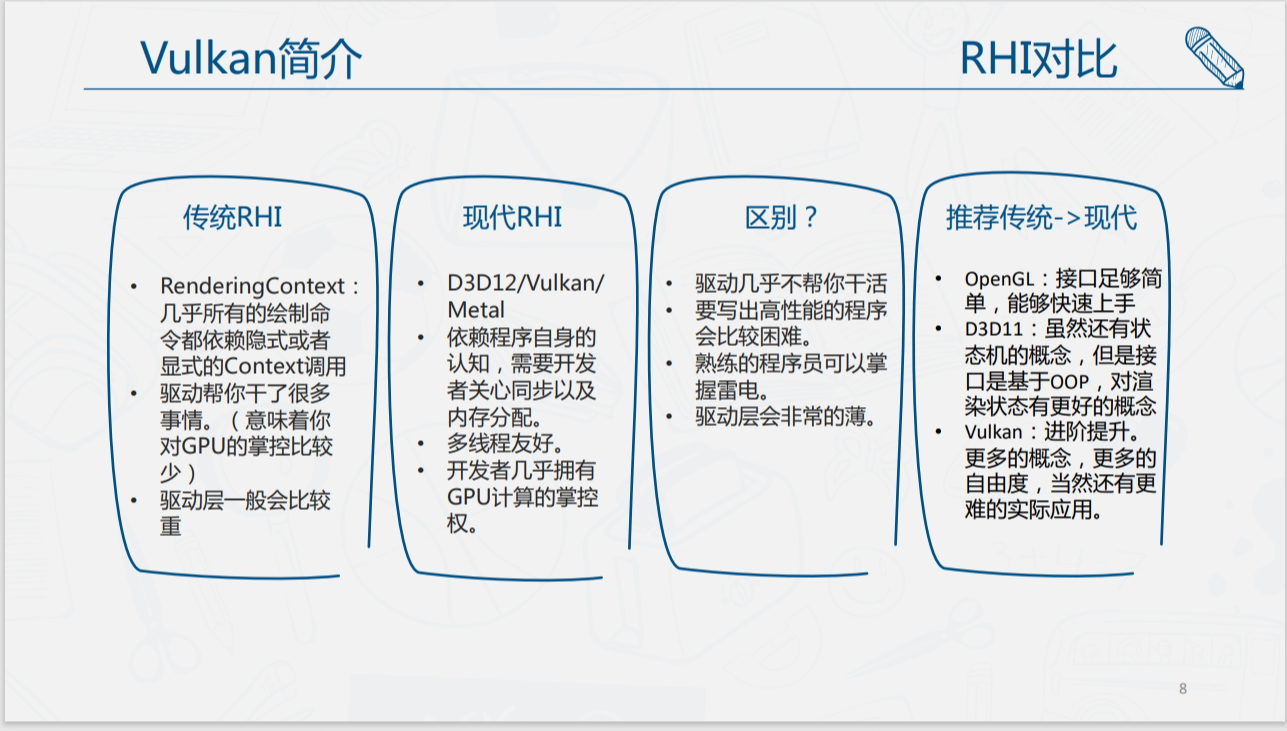 Vulkan简介
RHI对比
传统RHI
• RenderingContext：
几乎所有的绘制命
令都依赖隐式或者
显式的Context调用
• 驱动帮你干了很多
事情。（意味着你
对GPU的掌控比较
少）
• 驱动层一般会比较
重
现代RHI
• D3D12/Vulkan/
Metal
• 依赖程序自身的
认知，需要开发
者关心同步以及
内存分配。
• 多线程友好。
• 开发者几乎拥有
GPU计算的掌控
权。
区别？
• 驱动几乎不帮你干活
• 要写出高性能的程序
会比较困难。
• 熟练的程序员可以掌
握雷电。
• 驱动层会非常的薄。
推荐传统->现代
• OpenGL：接口足够简
单，能够快速上手
• D3D11：虽然还有状
态机的概念，但是接
口是基于OOP，对渲
染状态有更好的概念
• Vulkan：进阶提升。
更多的概念，更多的
自由度，当然还有更
难的实际应用。
8